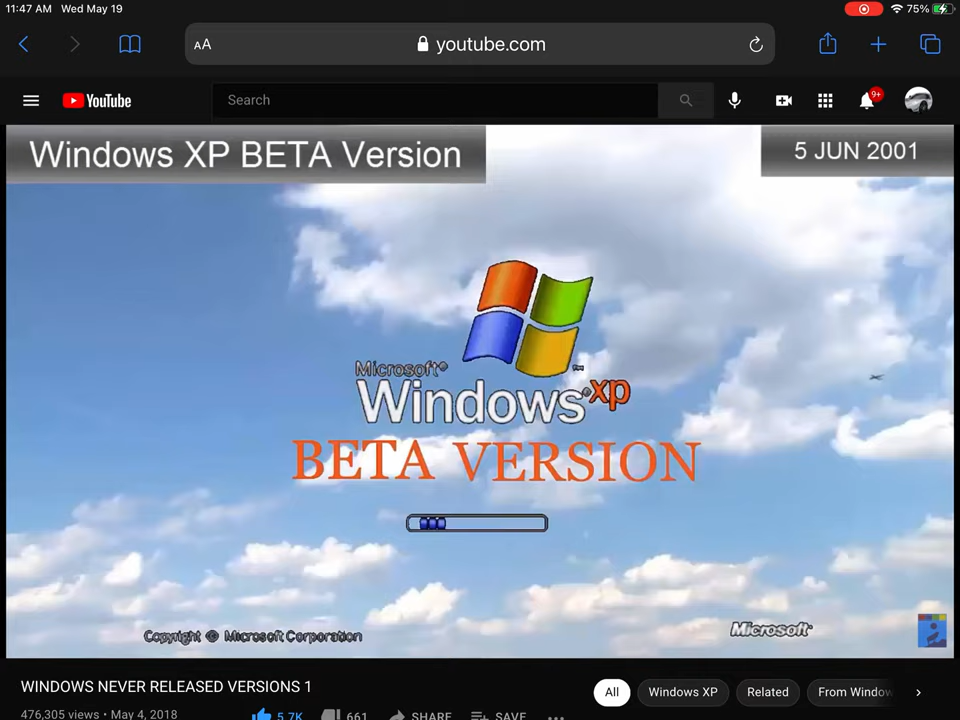 11:47 AM Wed May 19
75%
AA
youtube.com
YouTube
Search
9+
Windows XP BETA Version
5 JUN 2001
Microsoft®
Windows® xp
TM
BETA VERSION
Copyright © Microsoft Corporation
Microsoft®
WINDOWS NEVER RELEASED VERSIONS 1
All
Windows XP
Related
From Window
476,305 views • May 4, 2018
5.7K
661
SHARE
SAVE